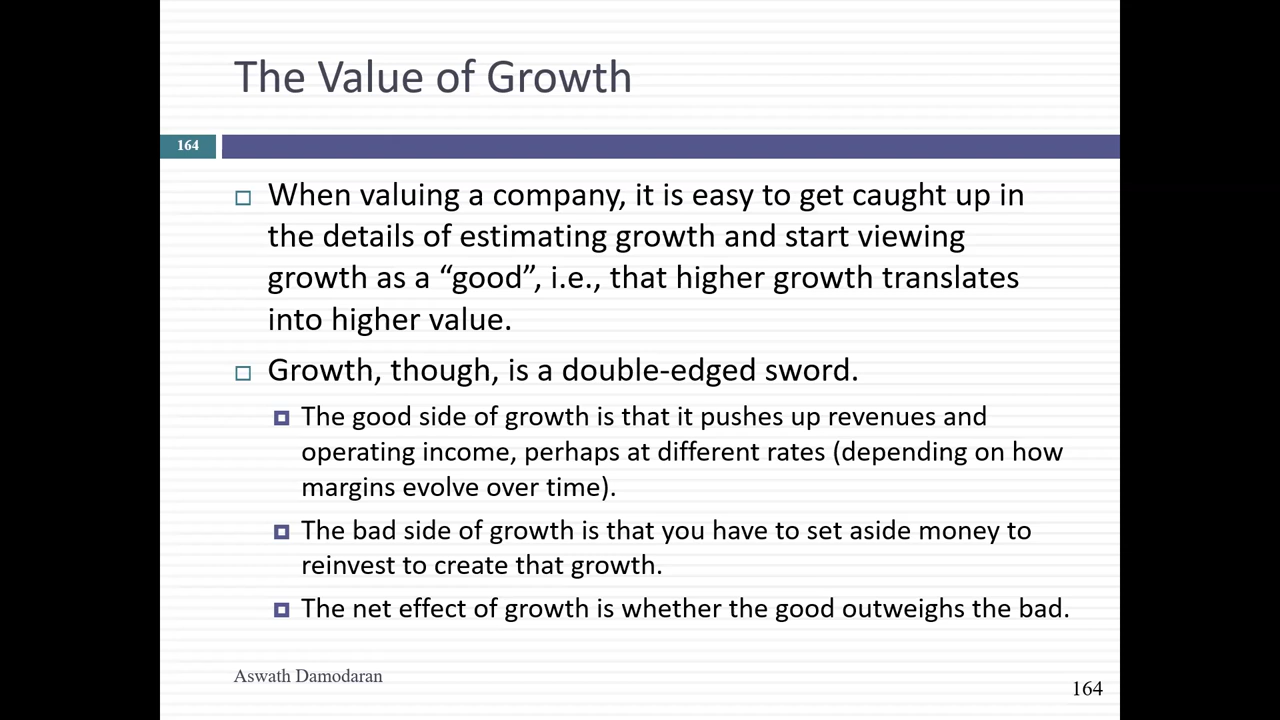 The Value of Growth
164
When valuing a company, it is easy to get caught up in
the details of estimating growth and start viewing
growth as a “good”, i.e., that higher growth translates
into higher value.
Growth, though, is a double-edged sword.
The good side of growth is that it pushes up revenues and
operating income, perhaps at different rates (depending on how
margins evolve over time).
The bad side of growth is that you have to set aside money to
reinvest to create that growth.
The net effect of growth is whether the good outweighs the bad.
Aswath Damodaran
164